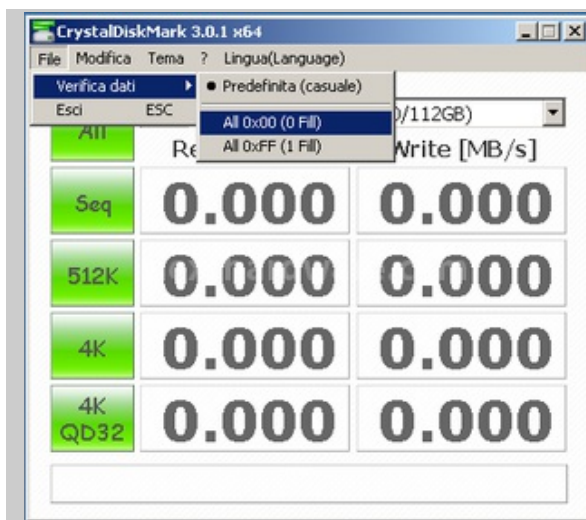 CrystalDiskMark 3.0.1 x64
File Modifica Tema ? Lingua(Language)
Verifica dati
Predefinita (casuale)
Esci ESC
All 0x00 (0 Fill)
/112GB)
All 0xFF (1 Fill)
All
Re
Write [MB/s]
Seq 0.000 0.000
512K 0.000 0.000
4K 0.000 0.000
4K
QD32 0.000 0.000